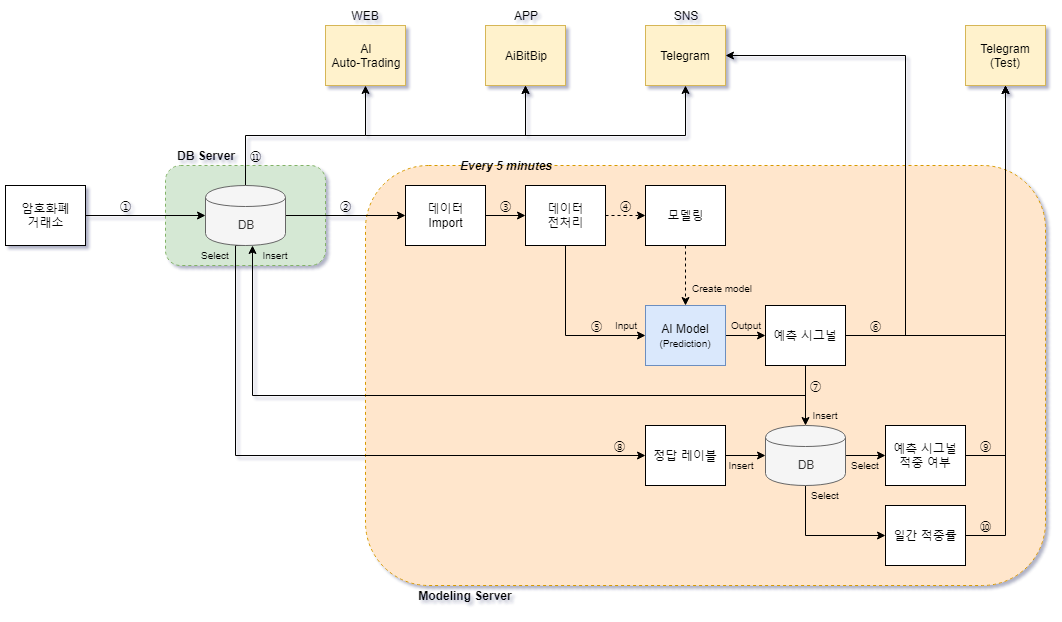 WEB
APP
SNS
AI
Auto-Trading
AiBitBip
Telegram
Telegram
(Test)
DB Server
⑪
Every 5 minutes
암호화폐
거래소
①
DB
②
데이터
Import
③
데이터
전처리
④
모델링
Select
Insert
Create model
⑤
Input
AI Model
(Prediction)
Output
예측 시그널
⑥
⑦
Insert
⑧
정답 레이블
Insert
DB
Select
예측 시그널
적중 여부
⑨
Select
일간 적중률
⑩
Modeling Server